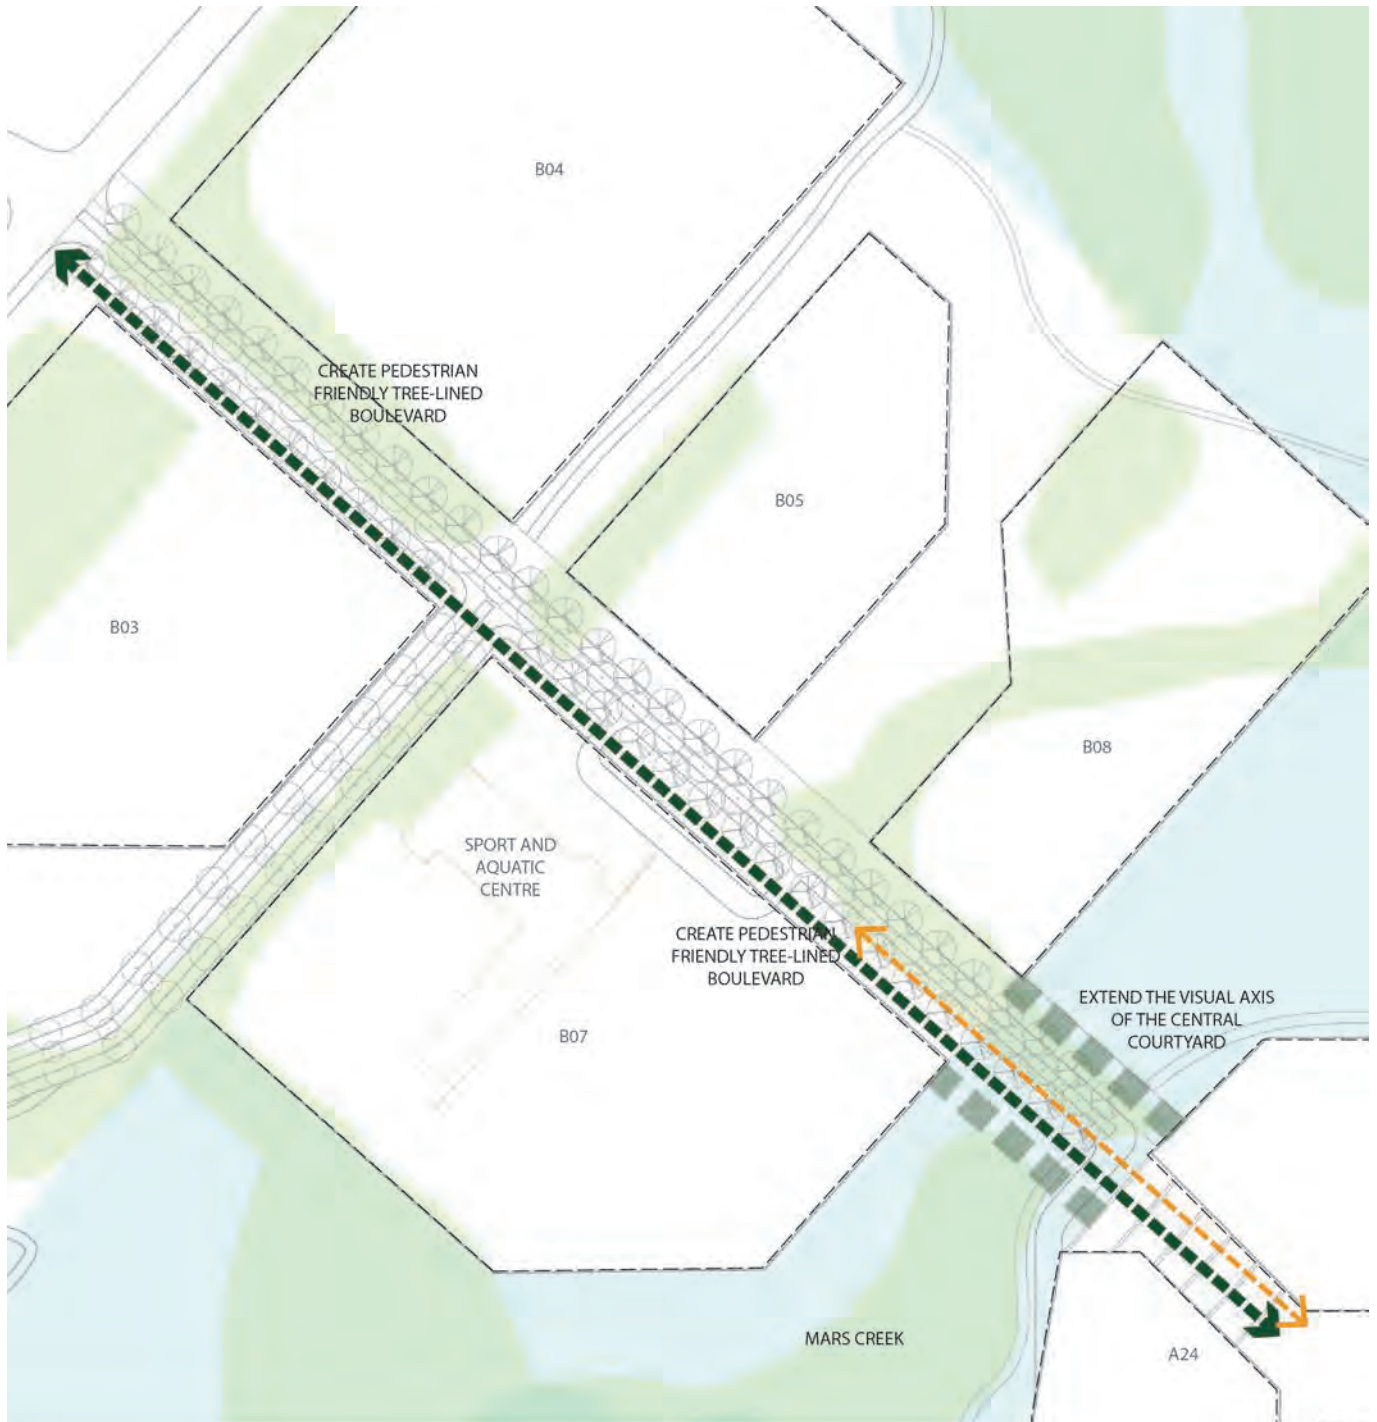 B04
CREATE PEDESTRIAN
FRIENDLY TREE-LINED
BOULEVARD
B05
B03
B08
SPORT AND
AQUATIC
CENTRE
CREATE PEDESTRIAN
FRIENDLY TREE-LINED
BOULEVARD
EXTEND THE VISUAL AXIS
OF THE CENTRAL
COURTYARD
B07
MARS CREEK
A24